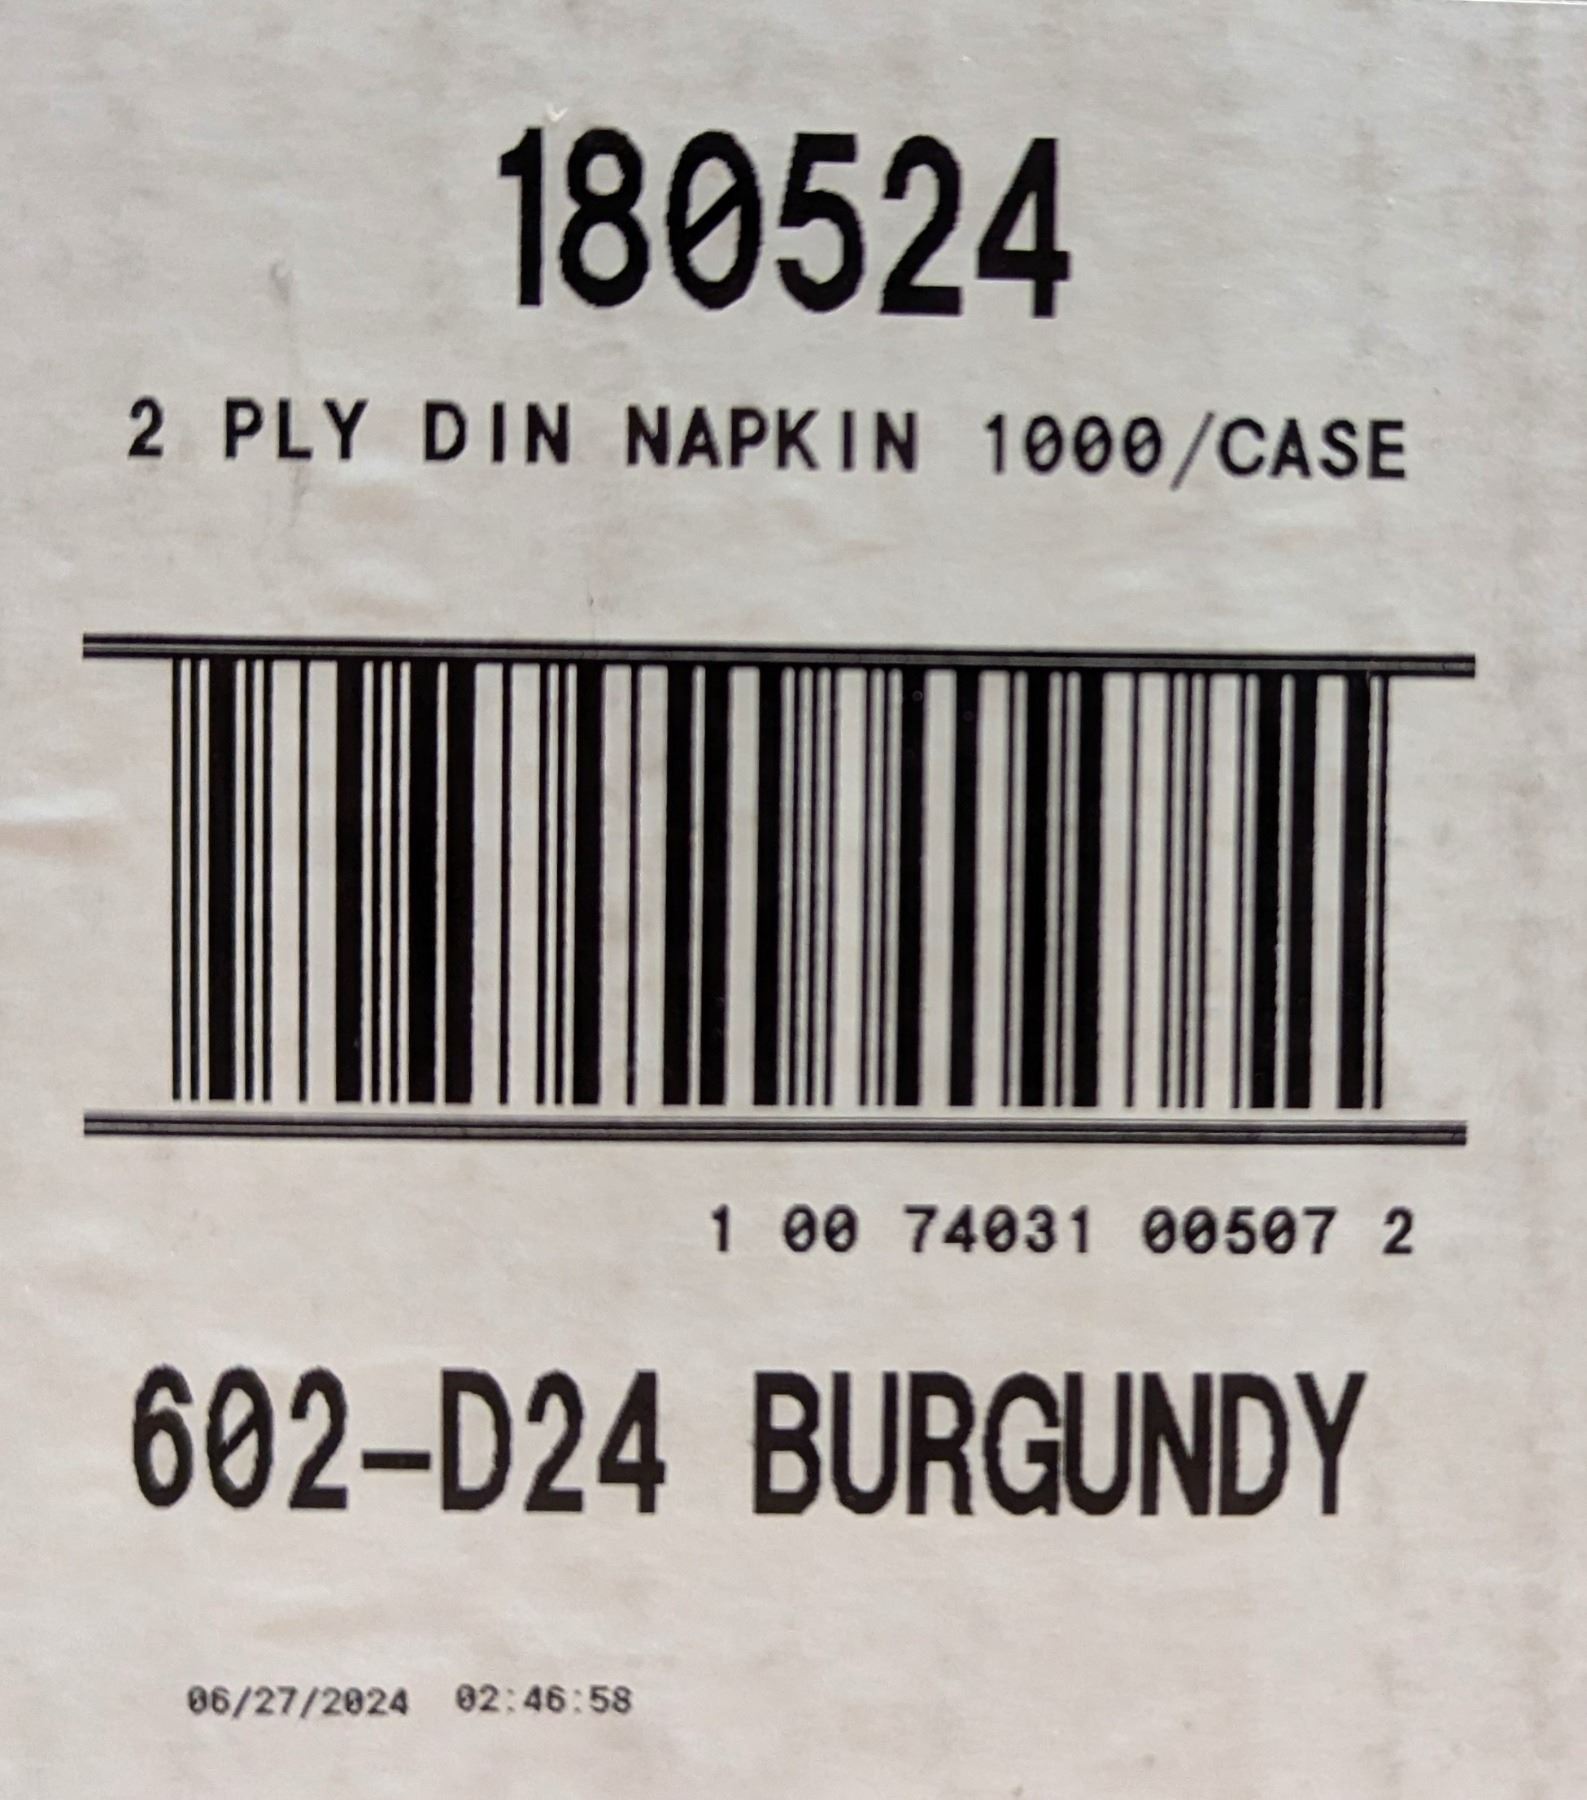 180524
2 PLY DIN NAPKIN 1000/CASE
1 00 74031 00507 2
602-D24 BURGUNDY
06/27/2024 02:46:58